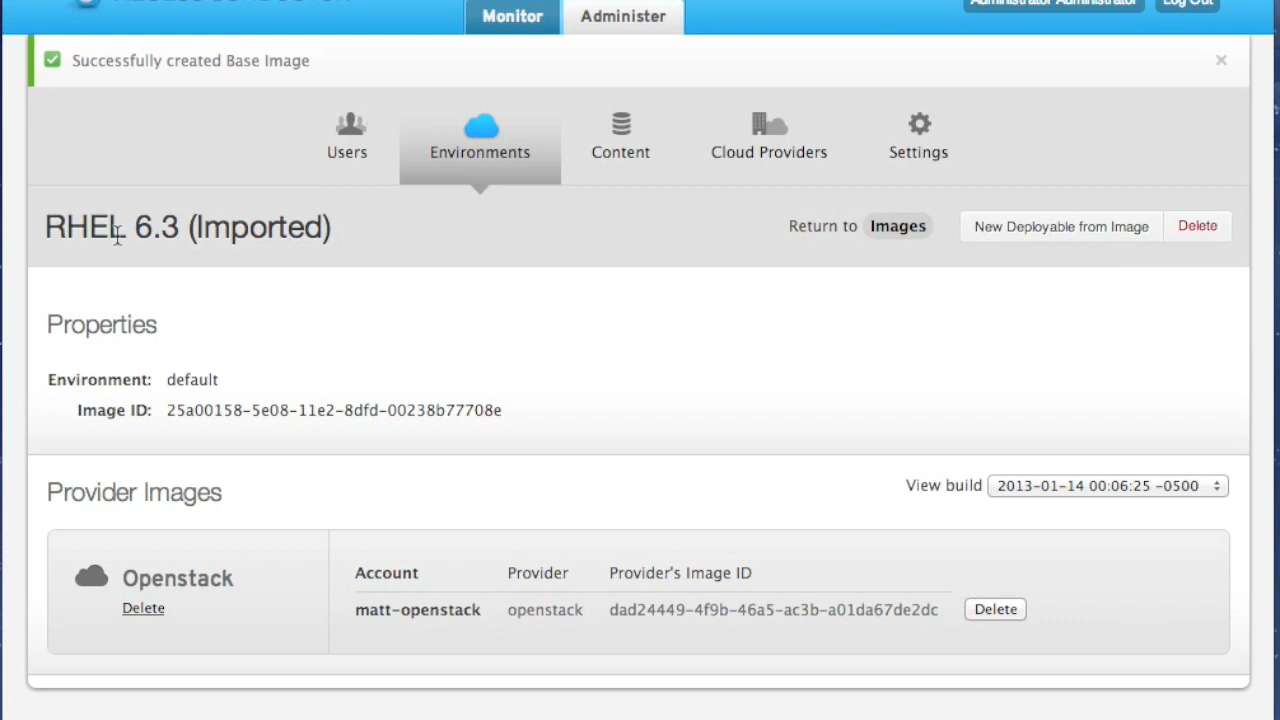 Monitor
Administer
Administrator Administrator
Log Out
Successfully created Base Image
×
Users
Environments
Content
Cloud Providers
Settings
RHEL 6.3 (Imported)
Return to Images
New Deployable from Image
Delete
Properties
Environment: default
Image ID: 25a00158-5e08-11e2-8dfd-00238b77708e
Provider Images
View build 2013-01-14 00:06:25 -0500
Openstack
Delete
Account Provider Provider's Image ID
matt-openstack openstack dad24449-4f9b-46a5-ac3b-a01da67de2dc Delete